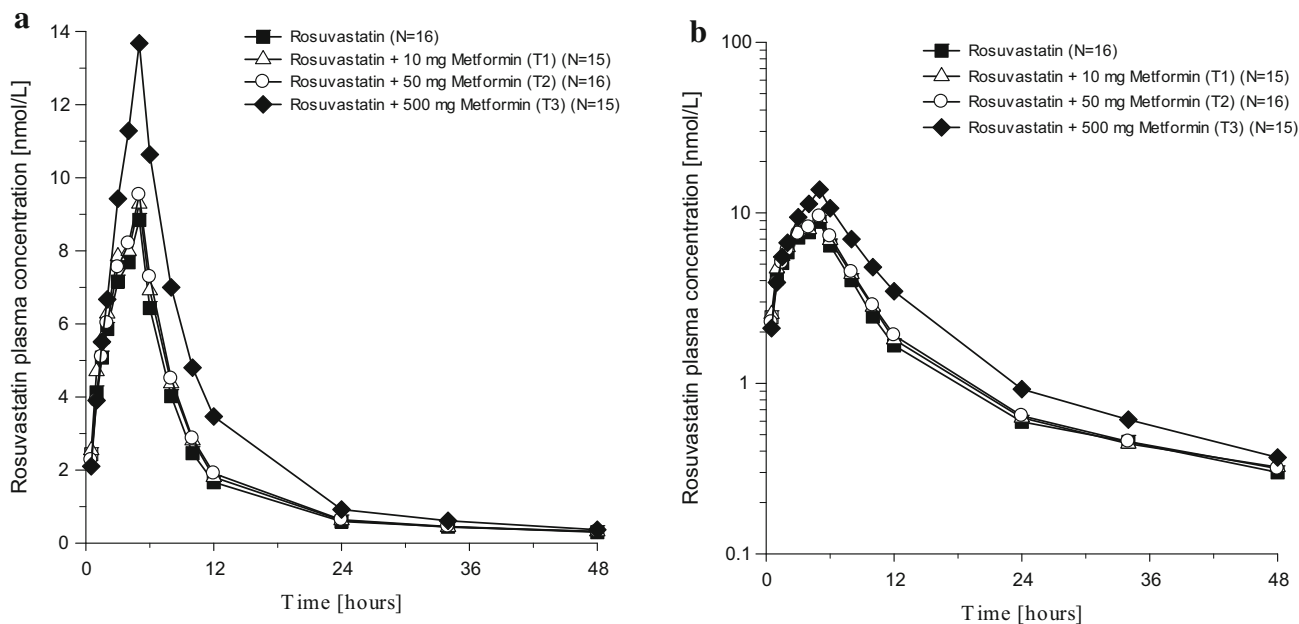 a
Rosuvastatin (N=16)
Rosuvastatin + 10 mg Metformin (T1) (N=15)
Rosuvastatin + 50 mg Metformin (T2) (N=16)
Rosuvastatin + 500 mg Metformin (T3) (N=15)
Rosuvastatin plasma concentration [nmol/L]
14
12
10
8
6
4
2
0
0 12 24 36 48
Time [hours]
b
Rosuvastatin (N=16)
Rosuvastatin + 10 mg Metformin (T1) (N=15)
Rosuvastatin + 50 mg Metformin (T2) (N=16)
Rosuvastatin + 500 mg Metformin (T3) (N=15)
Rosuvastatin plasma concentration [nmol/L]
100
10
1
0.1
0 12 24 36 48
Time [hours]